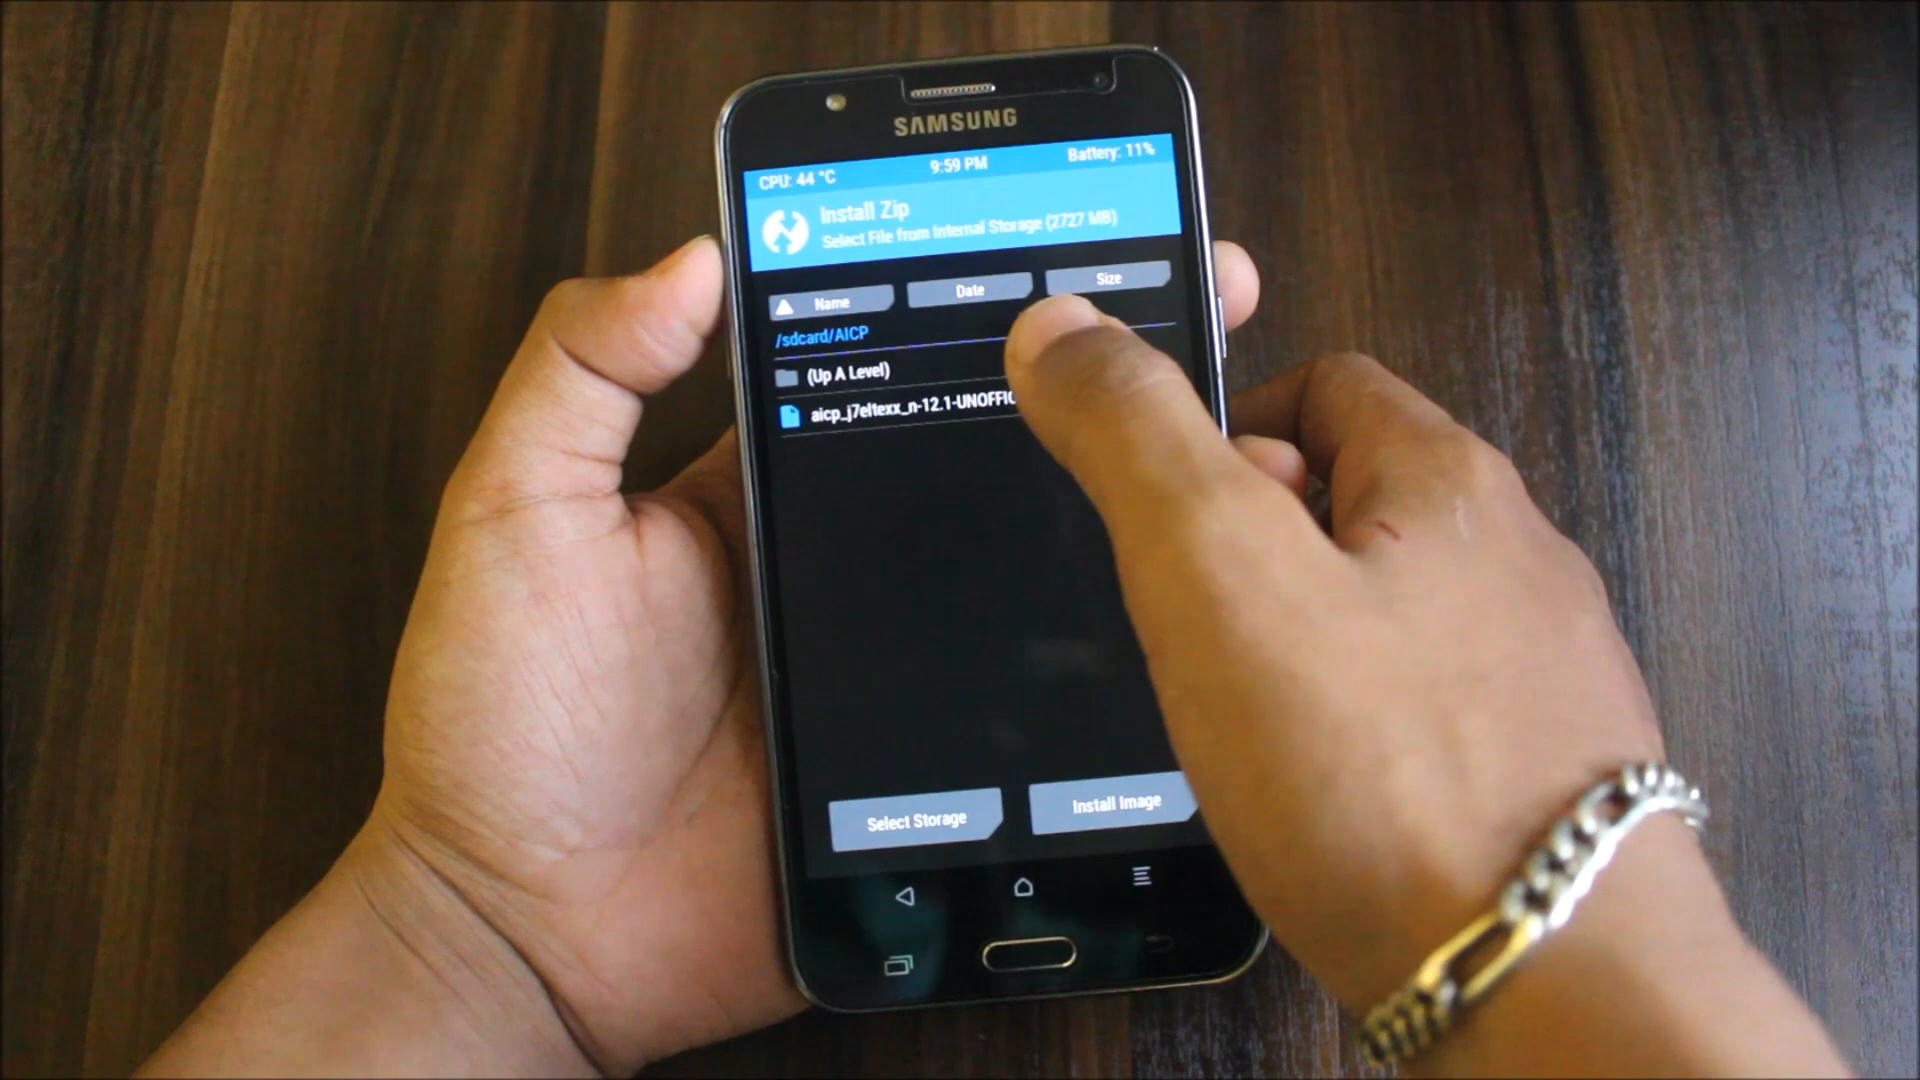 SAMSUNG
CPU: 44 °C 9:59 PM Battery: 11%
Install Zip
Select File from Internal Storage (2727 MB)
Name Date Size
/sdcard/AICP
(Up A Level)
aicp_j7eltexx_n-12.1-UNOFFIC
Select Storage Install Image